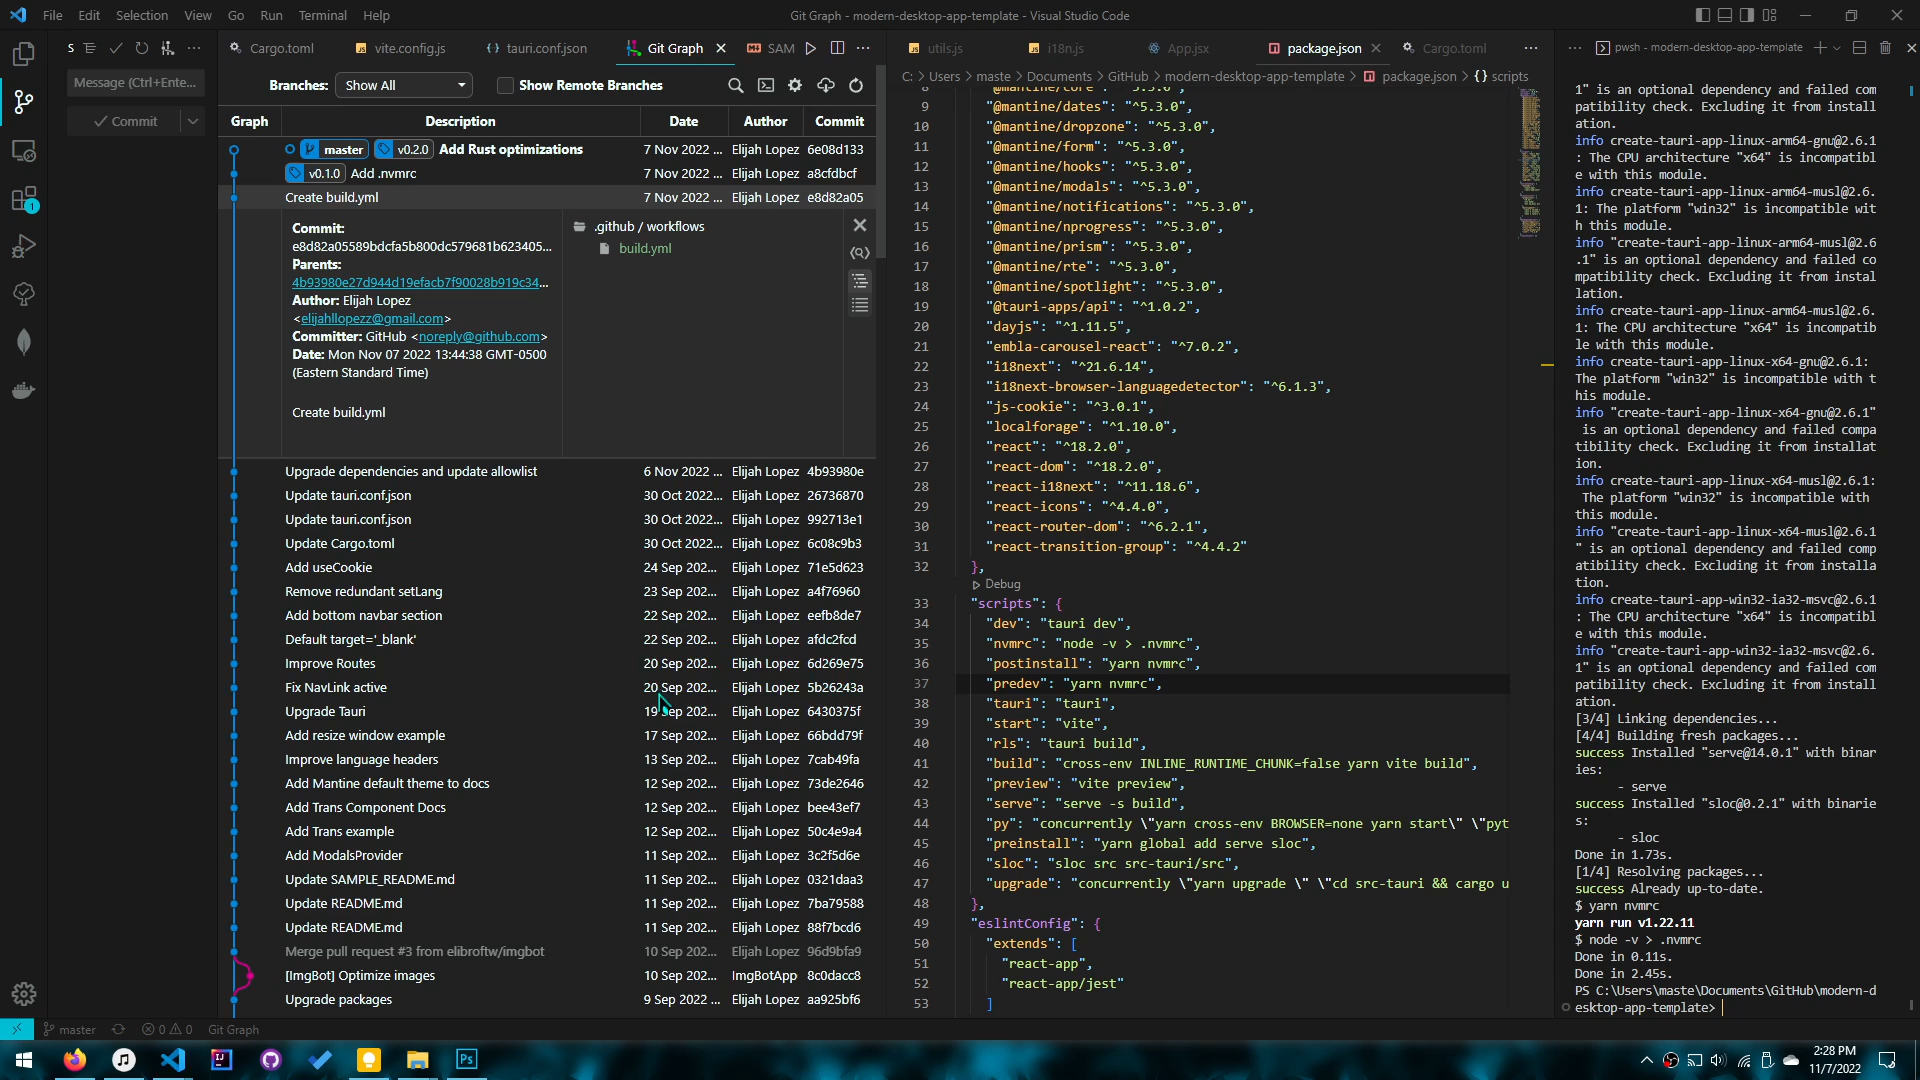 File Edit Selection View Go Run Terminal Help
Git Graph - modern-desktop-app-template - Visual Studio Code
S
Message (Ctrl+Ente...
Commit
1
Cargo.toml
vite.config.js
tauri.conf.json
Git Graph
SAM
Branches: Show All
Show Remote Branches
Graph Description Date Author Commit
master v0.2.0 Add Rust optimizations 7 Nov 2022 ... Elijah Lopez 6e08d133
v0.1.0 Add .nvmrc 7 Nov 2022 ... Elijah Lopez a8cfdbcf
Create build.yml 7 Nov 2022 ... Elijah Lopez e8d82a05
Commit:
e8d82a05589bdcfa5b800dc579681b623405...
Parents:
4b93980e27d944d19efacb7f90028b919c34...
Author: Elijah Lopez
<elijahllopezz@gmail.com>
Committer: GitHub <noreply@github.com>
Date: Mon Nov 07 2022 13:44:38 GMT-0500
(Eastern Standard Time)
Create build.yml
.github / workflows
build.yml
Upgrade dependencies and update allowlist 6 Nov 2022 ... Elijah Lopez 4b93980e
Update tauri.conf.json 30 Oct 2022... Elijah Lopez 26736870
Update tauri.conf.json 30 Oct 2022... Elijah Lopez 992713e1
Update Cargo.toml 30 Oct 2022... Elijah Lopez 6c08c9b3
Add useCookie 24 Sep 202... Elijah Lopez 71e5d623
Remove redundant setLang 23 Sep 202... Elijah Lopez a4f76960
Add bottom navbar section 22 Sep 202... Elijah Lopez eefb8de7
Default target='_blank' 22 Sep 202... Elijah Lopez afdc2fcd
Improve Routes 20 Sep 202... Elijah Lopez 6d269e75
Fix NavLink active 20 Sep 202... Elijah Lopez 5b26243a
Upgrade Tauri 19 Sep 202... Elijah Lopez 6430375f
Add resize window example 17 Sep 202... Elijah Lopez 66bdd79f
Improve language headers 13 Sep 202... Elijah Lopez 7cab49fa
Add Mantine default theme to docs 12 Sep 202... Elijah Lopez 73de2646
Add Trans Component Docs 12 Sep 202... Elijah Lopez bee43ef7
Add Trans example 12 Sep 202... Elijah Lopez 50c4e9a4
Add ModalsProvider 11 Sep 202... Elijah Lopez 3c2f5d6e
Update SAMPLE_README.md 11 Sep 202... Elijah Lopez 0321daa3
Update README.md 11 Sep 202... Elijah Lopez 7ba79588
Update README.md 11 Sep 202... Elijah Lopez 88f7bcd6
Merge pull request #3 from elibroftw/imgbot 10 Sep 202... Elijah Lopez 96d9bfa9
[ImgBot] Optimize images 10 Sep 202... ImgBotApp 8c0dacc8
Upgrade packages 9 Sep 2022 ... Elijah Lopez aa925bf6
utils.js
i18n.js
App.jsx
package.json
Cargo.toml
C: > Users > maste > Documents > GitHub > modern-desktop-app-template > package.json > {} scripts
8 "@mantine/core": "^5.3.0",
9 "@mantine/dates": "^5.3.0",
10 "@mantine/dropzone": "^5.3.0",
11 "@mantine/form": "^5.3.0",
12 "@mantine/hooks": "^5.3.0",
13 "@mantine/modals": "^5.3.0",
14 "@mantine/notifications": "^5.3.0",
15 "@mantine/nprogress": "^5.3.0",
16 "@mantine/prism": "^5.3.0",
17 "@mantine/rte": "^5.3.0",
18 "@mantine/spotlight": "^5.3.0",
19 "@tauri-apps/api": "^1.0.2",
20 "dayjs": "^1.11.5",
21 "embla-carousel-react": "^7.0.2",
22 "i18next": "^21.6.14",
23 "i18next-browser-languagedetector": "^6.1.3",
24 "js-cookie": "^3.0.1",
25 "localforage": "^1.10.0",
26 "react": "^18.2.0",
27 "react-dom": "^18.2.0",
28 "react-i18next": "^11.18.6",
29 "react-icons": "^4.4.0",
30 "react-router-dom": "^6.2.1",
31 "react-transition-group": "^4.4.2"
32 },
Debug
33 "scripts": {
34 "dev": "tauri dev",
35 "nvmrc": "node -v > .nvmrc",
36 "postinstall": "yarn nvmrc",
37 "predev": "yarn nvmrc",
38 "tauri": "tauri",
39 "start": "vite",
40 "rls": "tauri build",
41 "build": "cross-env INLINE_RUNTIME_CHUNK=false yarn vite build",
42 "preview": "vite preview",
43 "serve": "serve -s build",
44 "py": "concurrently \"yarn cross-env BROWSER=none yarn start\" \"pyt
45 "preinstall": "yarn global add serve sloc",
46 "sloc": "sloc src src-tauri/src",
47 "upgrade": "concurrently \"yarn upgrade \" \"cd src-tauri && cargo u
48 },
49 "eslintConfig": {
50 "extends": [
51 "react-app",
52 "react-app/jest"
53 ]
pwsh - modern-desktop-app-template
1" is an optional dependency and failed com
patibility check. Excluding it from install
ation.
info create-tauri-app-linux-arm64-gnu@2.6.1
: The CPU architecture "x64" is incompatibl
e with this module.
info create-tauri-app-linux-arm64-musl@2.6.
1: The platform "win32" is incompatible wit
h this module.
info "create-tauri-app-linux-arm64-musl@2.6
.1" is an optional dependency and failed co
mpatibility check. Excluding it from instal
lation.
info create-tauri-app-linux-arm64-musl@2.6.
1: The CPU architecture "x64" is incompatib
le with this module.
info create-tauri-app-linux-x64-gnu@2.6.1:
The platform "win32" is incompatible with t
his module.
info "create-tauri-app-linux-x64-gnu@2.6.1"
is an optional dependency and failed compa
tibility check. Excluding it from installat
ion.
info create-tauri-app-linux-x64-musl@2.6.1:
The platform "win32" is incompatible with
this module.
info "create-tauri-app-linux-x64-musl@2.6.1
" is an optional dependency and failed comp
atibility check. Excluding it from installa
tion.
info create-tauri-app-win32-ia32-msvc@2.6.1
: The CPU architecture "x64" is incompatibl
e with this module.
info "create-tauri-app-win32-ia32-msvc@2.6.
1" is an optional dependency and failed com
patibility check. Excluding it from install
ation.
[3/4] Linking dependencies...
[4/4] Building fresh packages...
success Installed "serve@14.0.1" with binar
ies:
- serve
success Installed "sloc@0.2.1" with binarie
s:
- sloc
Done in 1.73s.
[1/4] Resolving packages...
success Already up-to-date.
$ yarn nvmrc
yarn run v1.22.11
$ node -v > .nvmrc
Done in 0.11s.
Done in 2.45s.
PS C:\Users\maste\Documents\GitHub\modern-d
esktop-app-template>
master 0 0 Git Graph
Ps
2:28 PM
11/7/2022